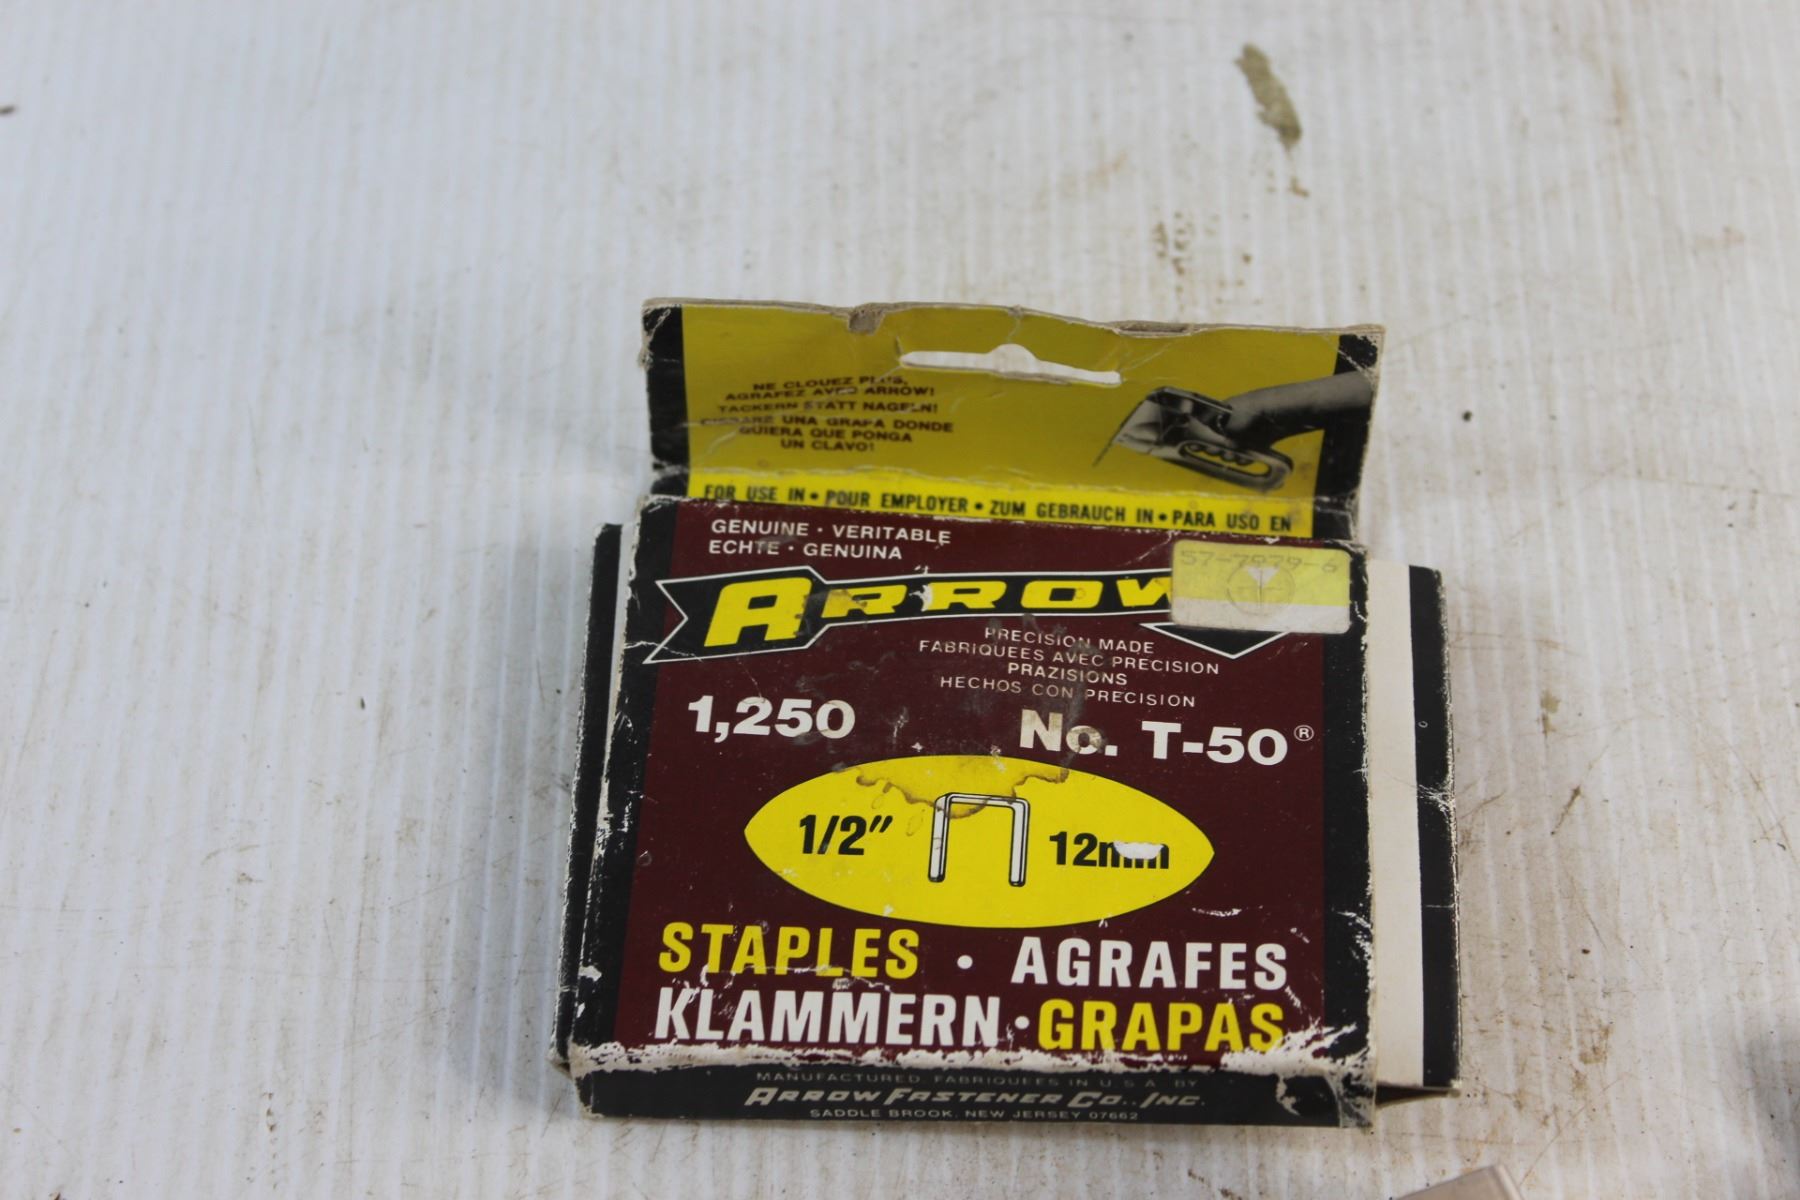 NE CLOUEZ PLUS,
AGRAFEZ AVEC ARROW!
TACKERN STATT NAGELN!
UNA GRAPA DONDE
QUIERA QUE PONGA
UN CLAVO!
FOR USE IN • POUR EMPLOYER • ZUM GEBRAUCH IN • PARA USO EN
GENUINE · VERITABLE
ECHTE · GENUINA
57-7979-6
ARROW
PRECISION MADE
FABRIQUEES AVEC PRECISION
PRAZISIONS
HECHOS CON PRECISION
1,250 No. T-50®
1/2" 12mm
STAPLES · AGRAFES
KLAMMERN · GRAPAS
MANUFACTURED, FABRIQUEES IN U.S.A. BY
ARROW FASTENER CO., INC.
SADDLE BROOK, NEW JERSEY 07662